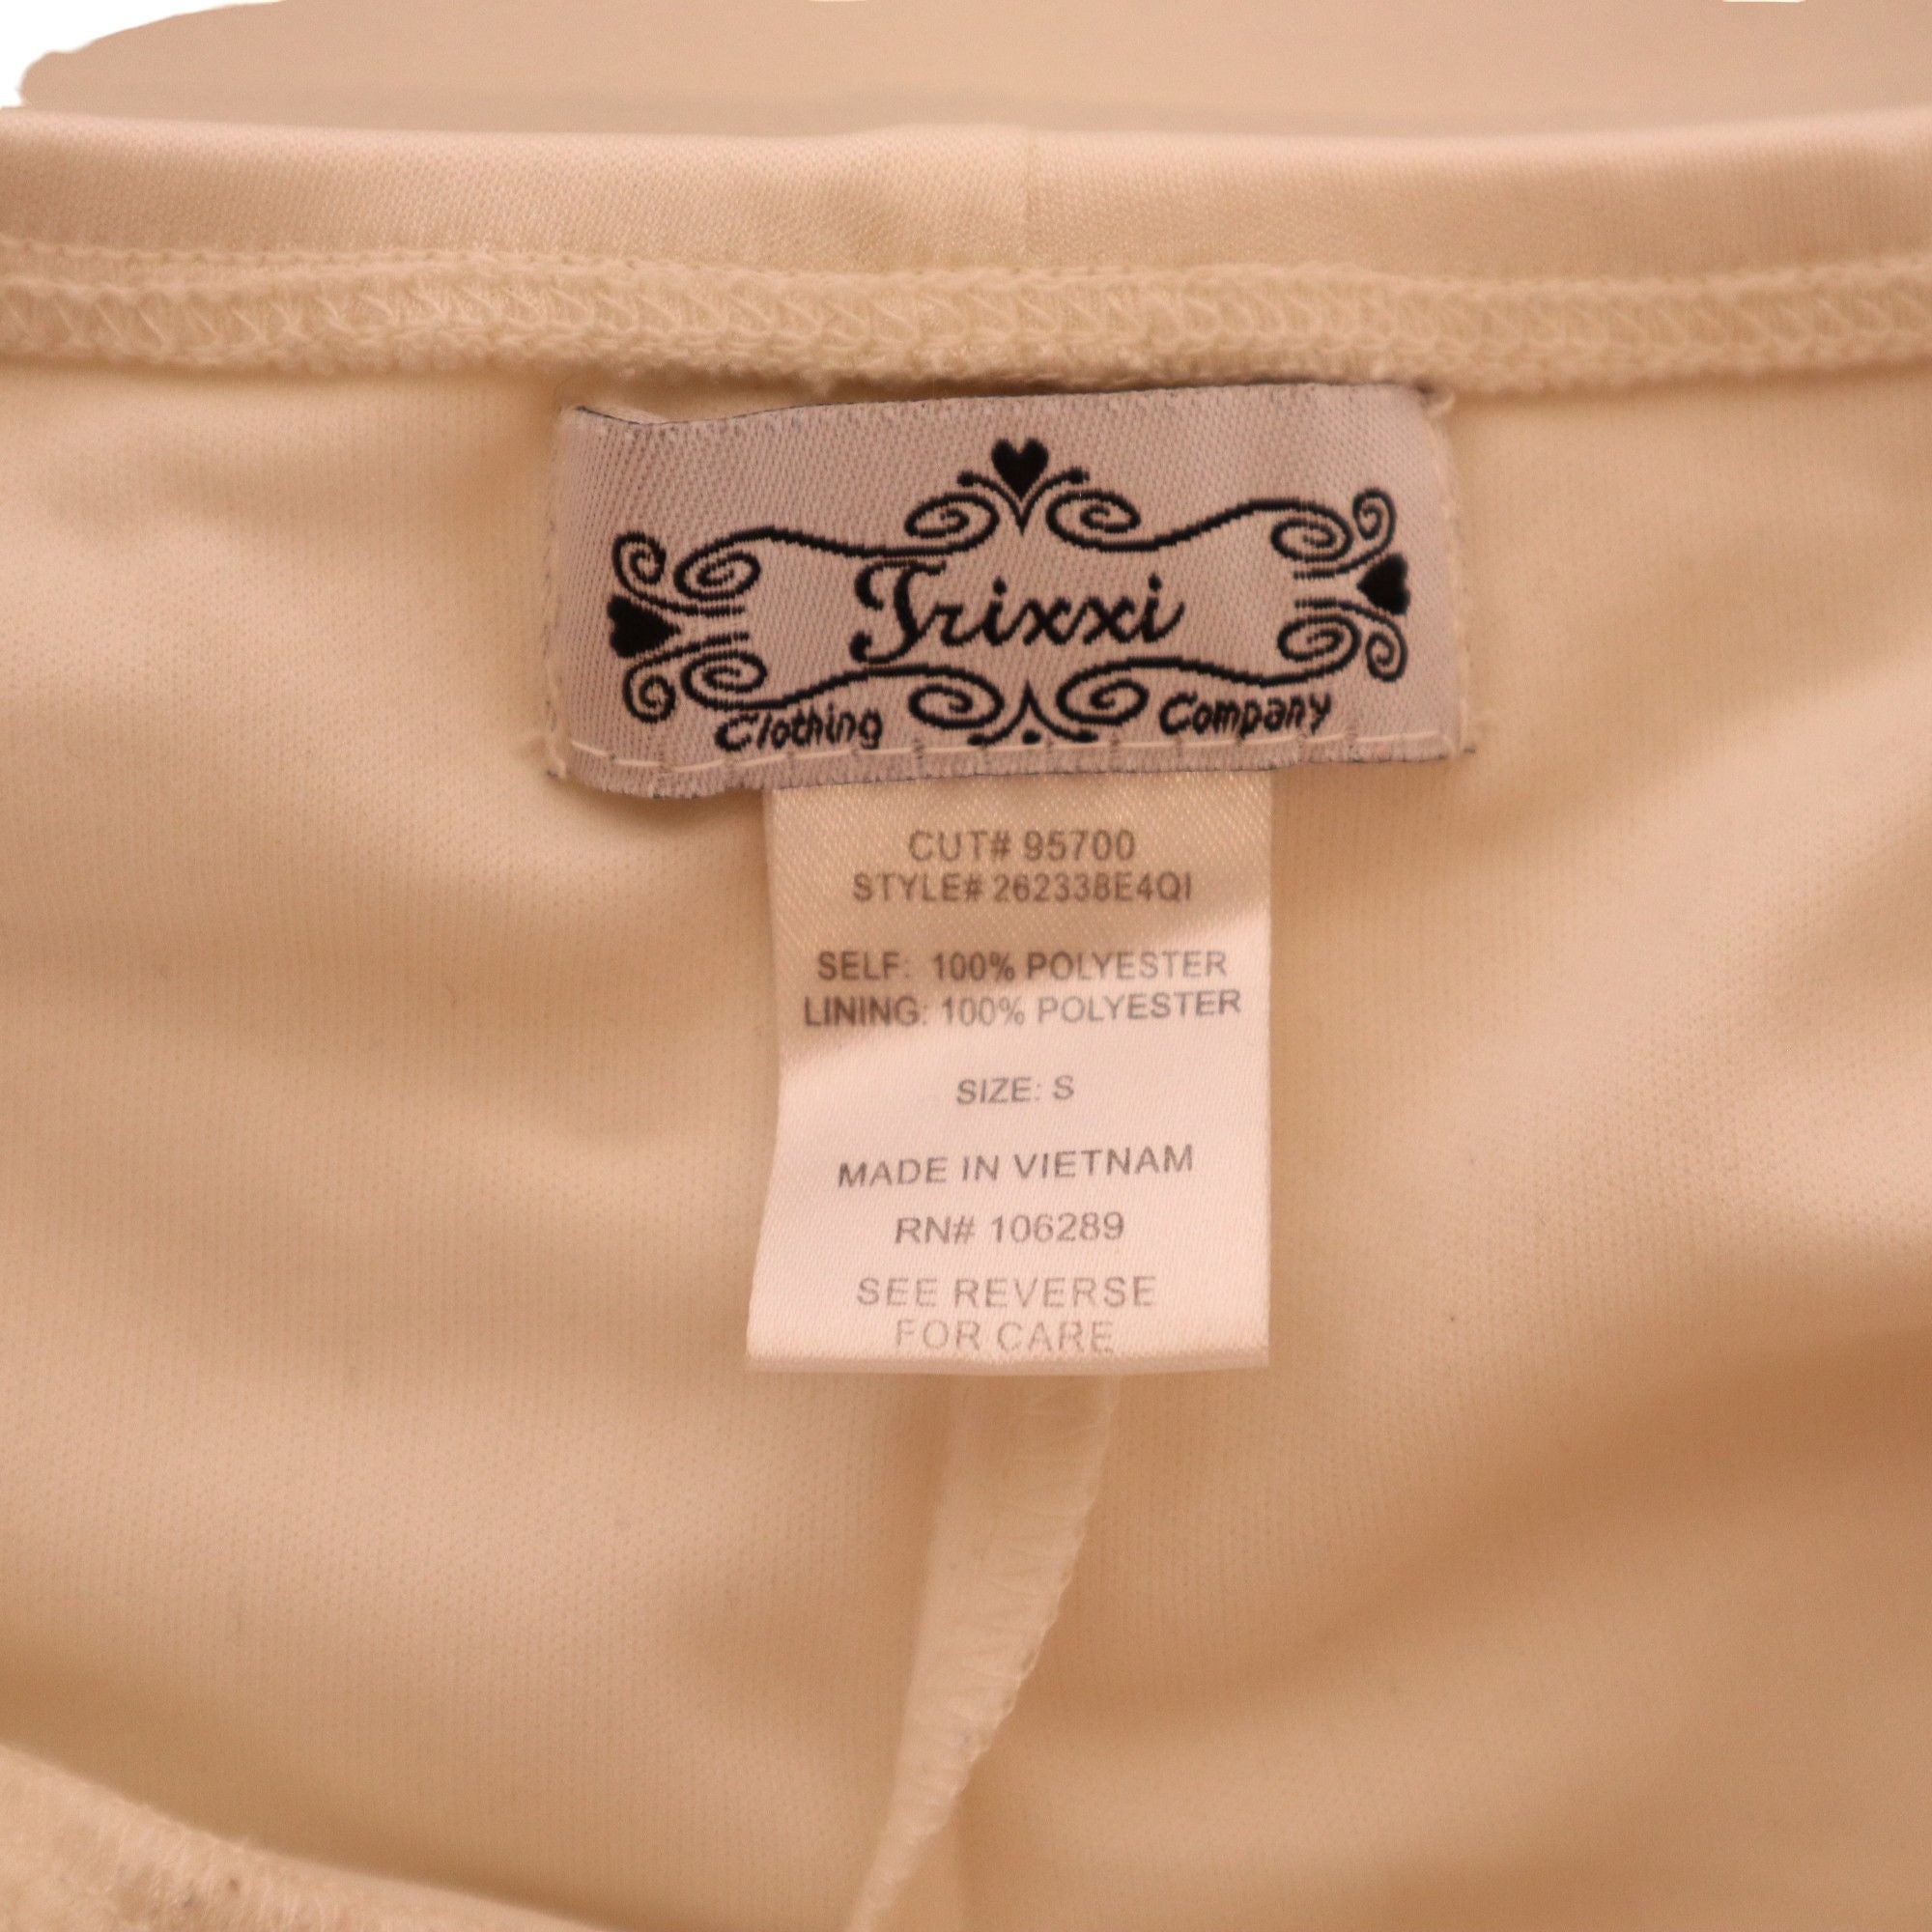 Trixxi
Clothing Company
CUT# 95700
STYLE# 262338E4QI
SELF: 100% POLYESTER
LINING: 100% POLYESTER
SIZE: S
MADE IN VIETNAM
RN# 106289
SEE REVERSE
FOR CARE